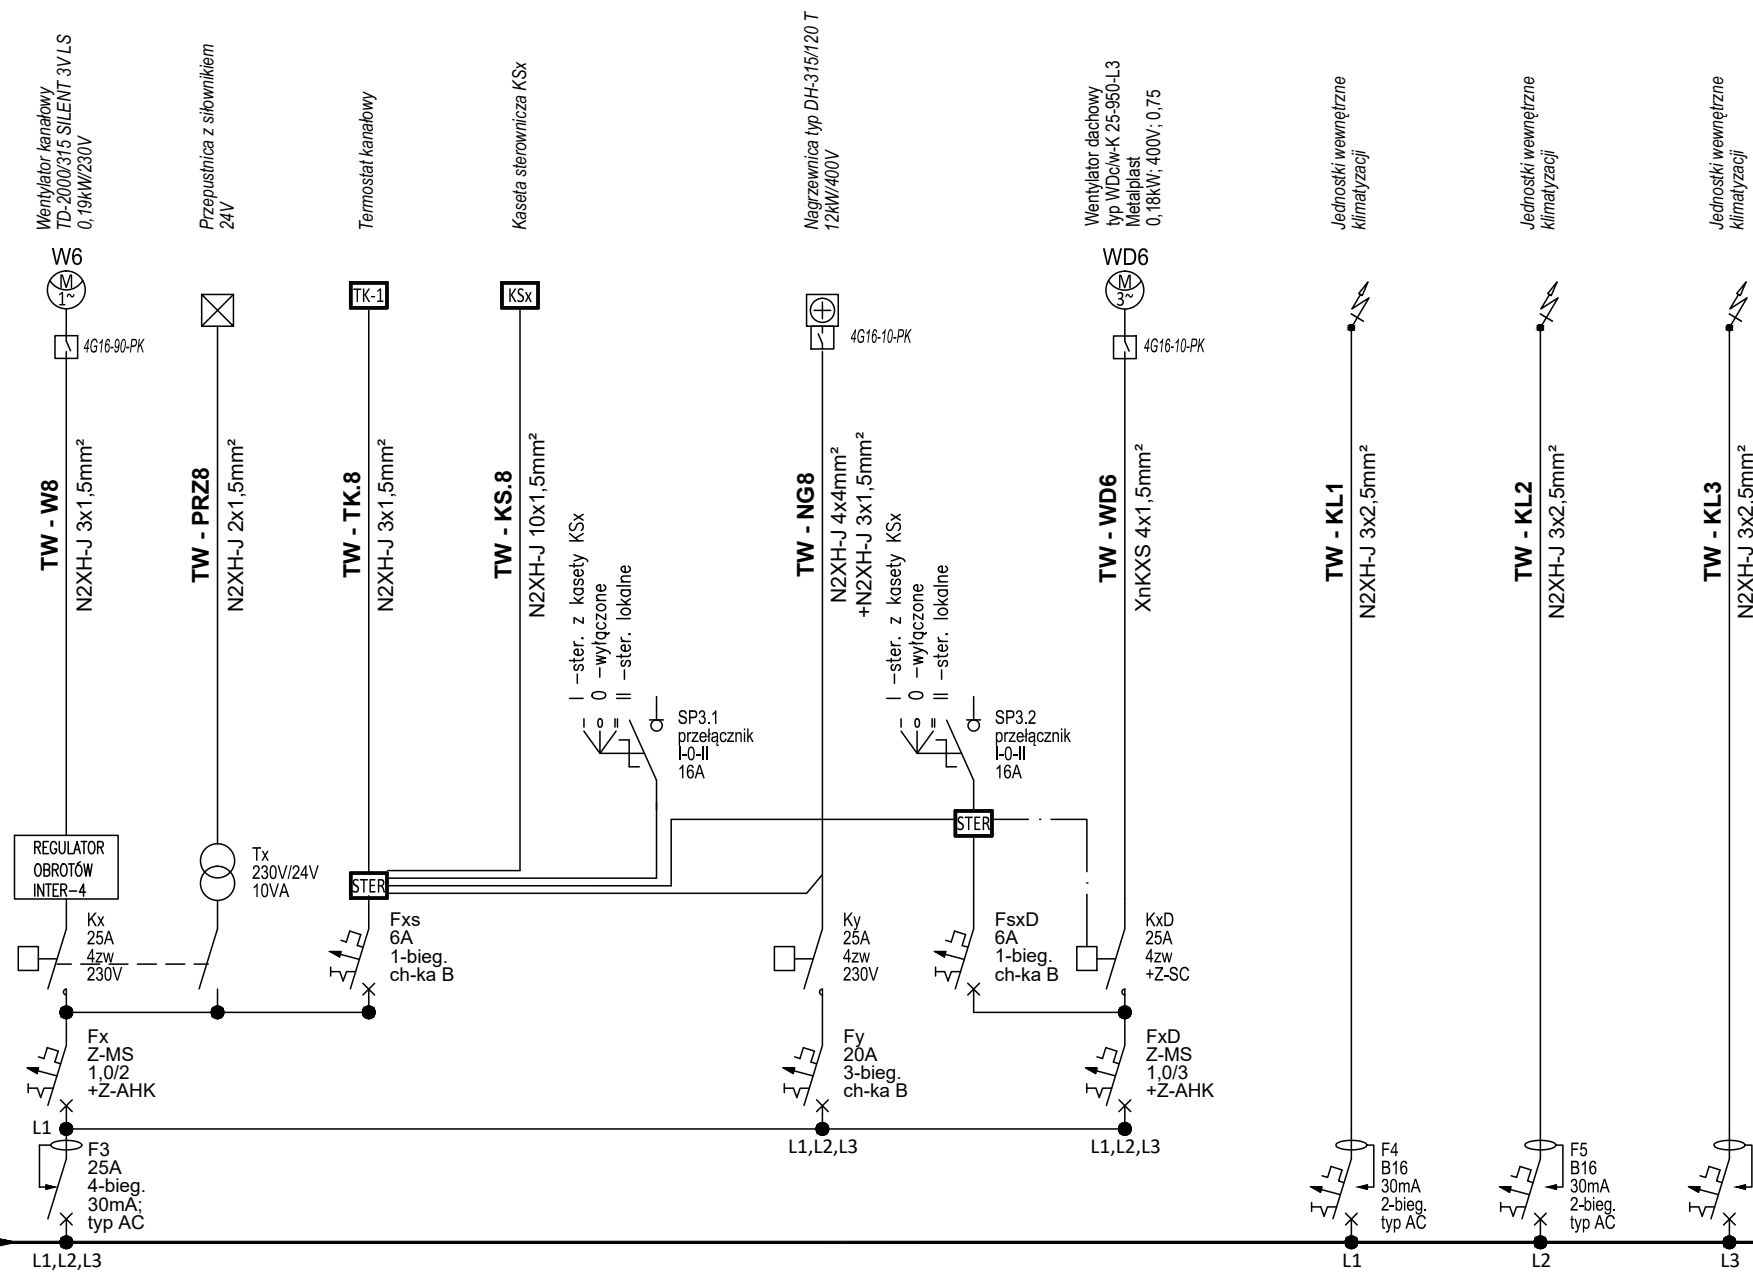 Wentylator kanałowy
TD-2000/315 SILENT 3V LS
0,19kW/230V
Przepustnica z siłownikiem
24V
Termostat kanałowy
Kaseta sterownicza KSx
Nagrzewnica typ DH-315/120 T
12kW/400V
Wentylator dachowy
typ WDc/w-K 25-950-L3
Metalplast
0,18kW; 400V; 0,75
Jednostki wewnętrzne
klimatyzacji
Jednostki wewnętrzne
klimatyzacji
Jednostki wewnętrzne
klimatyzacji
W6
M
1~
4G16-90-PK
TK-1
KSx
4G16-10-PK
WD6
M
3~
4G16-10-PK
TW - W8
N2XH-J 3x1,5mm²
TW - PRZ8
N2XH-J 2x1,5mm²
TW - TK.8
N2XH-J 3x1,5mm²
TW - KS.8
N2XH-J 10x1,5mm²
TW - NG8
N2XH-J 4x4mm²
+N2XH-J 3x1,5mm²
TW - WD6
XnKXS 4x1,5mm²
TW - KL1
N2XH-J 3x2,5mm²
TW - KL2
N2XH-J 3x2,5mm²
TW - KL3
N2XH-J 3x2,5mm²
I -ster. z kasety KSx
0 -wyłączone
II -ster. lokalne
I 0 II
SP3.1
przełącznik
I-0-II
16A
I -ster. z kasety KSx
0 -wyłączone
II -ster. lokalne
I 0 II
SP3.2
przełącznik
I-0-II
16A
REGULATOR
OBROTÓW
INTER-4
Tx
230V/24V
10VA
STER
STER
Kx
25A
4zw
230V
Fxs
6A
1-bieg.
ch-ka B
Ky
25A
4zw
230V
FsxD
6A
1-bieg.
ch-ka B
KxD
25A
4zw
+Z-SC
Fx
Z-MS
1,0/2
+Z-AHK
Fy
20A
3-bieg.
ch-ka B
FxD
Z-MS
1,0/3
+Z-AHK
L1
L1,L2,L3
L1,L2,L3
F3
25A
4-bieg.
30mA;
typ AC
F4
B16
30mA
2-bieg.
typ AC
F5
B16
30mA
2-bieg.
typ AC
L1,L2,L3
L1
L2
L3